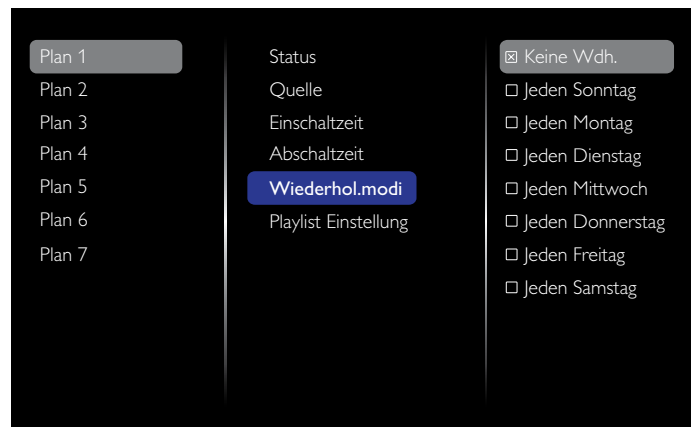 Plan 1
Plan 2
Plan 3
Plan 4
Plan 5
Plan 6
Plan 7
Status
Quelle
Einschaltzeit
Abschaltzeit
Wiederhol.modi
Playlist Einstellung
Keine Wdh.
Jeden Sonntag
Jeden Montag
Jeden Dienstag
Jeden Mittwoch
Jeden Donnerstag
Jeden Freitag
Jeden Samstag